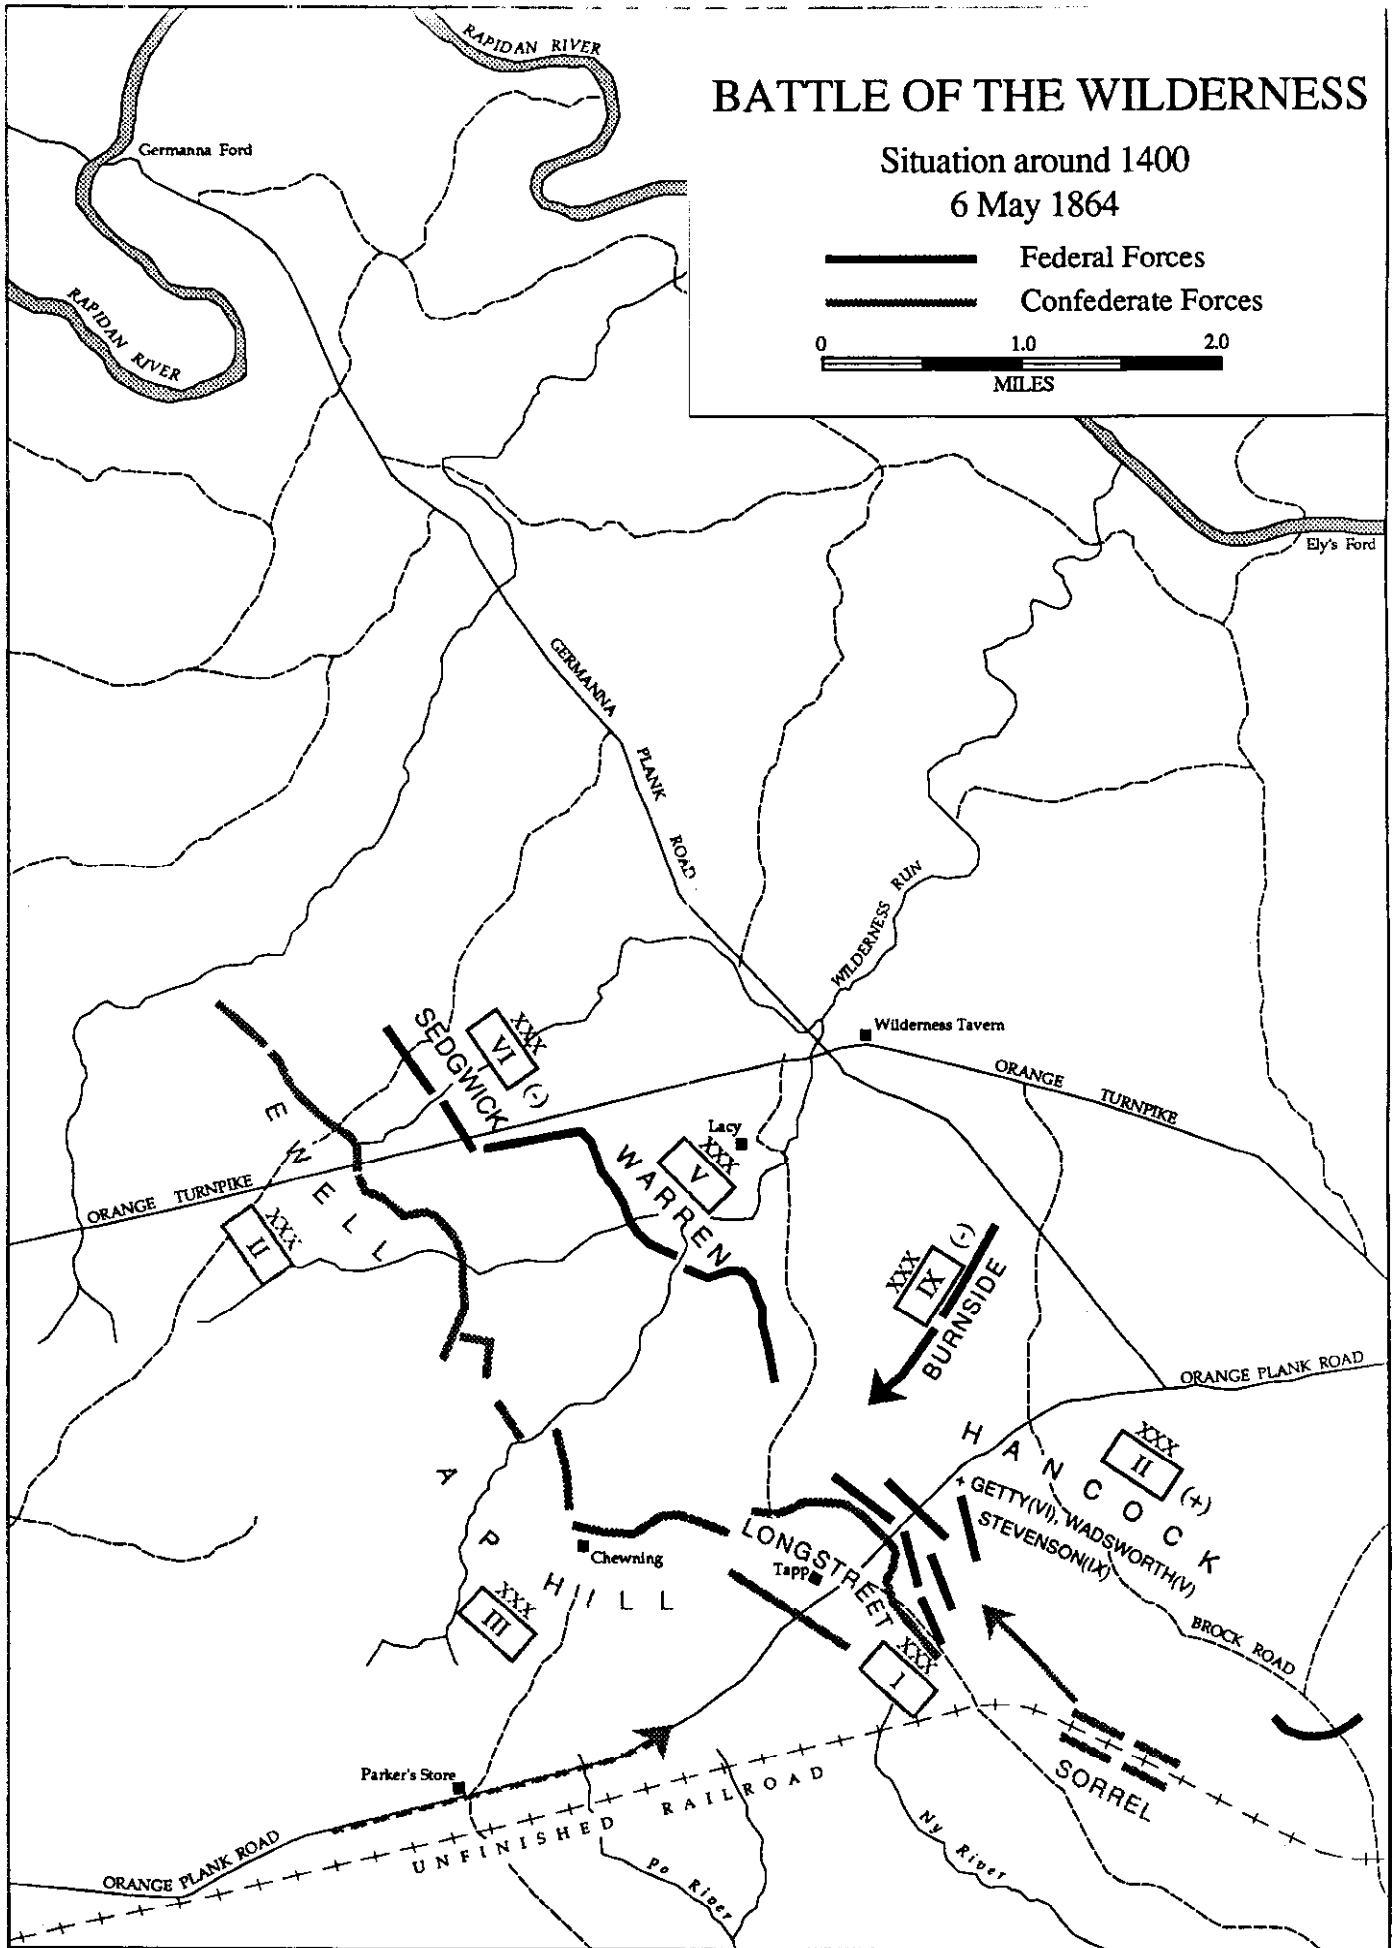 RAPIDAN RIVER
BATTLE OF THE WILDERNESS
Situation around 1400
6 May 1864
Federal Forces
Confederate Forces
0 1.0 2.0
MILES
Germanna Ford
RAPIDAN RIVER
Ely's Ford
GERMANNA PLANK ROAD
WILDERNESS RUN
Wilderness Tavern
ORANGE TURNPIKE
SEDGWICK
XXX
VI
(-)
EWELL
Lacy
XXX
V
WARREN
ORANGE TURNPIKE
XXX
II
XXX
IX
(-)
BURNSIDE
ORANGE PLANK ROAD
HANCOCK
XXX
II
(+)
+ GETTY(VI), WADSWORTH(V)
STEVENSON(IX)
A P HILL
XXX
III
Chewning
LONGSTREET
Tapp
XXX
I
BROCK ROAD
SORREL
Parker's Store
UNFINISHED RAILROAD
ORANGE PLANK ROAD
Po River
Ny River